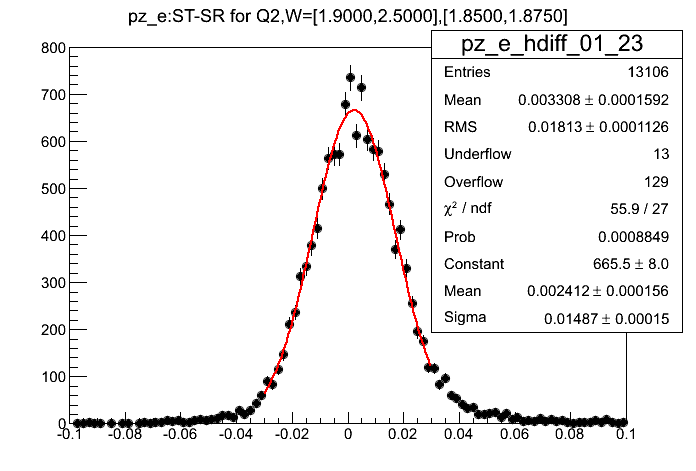 pz_e:ST-SR for Q2,W=[1.9000,2.5000],[1.8500,1.8750]
pz_e_hdiff_01_23
Entries 13106
Mean 0.003308 ± 0.0001592
RMS 0.01813 ± 0.0001126
Underflow 13
Overflow 129
χ² / ndf 55.9 / 27
Prob 0.0008849
Constant 665.5 ± 8.0
Mean 0.002412 ± 0.000156
Sigma 0.01487 ± 0.00015
800
700
600
500
400
300
200
100
0
-0.1 -0.08 -0.06 -0.04 -0.02 0 0.02 0.04 0.06 0.08 0.1